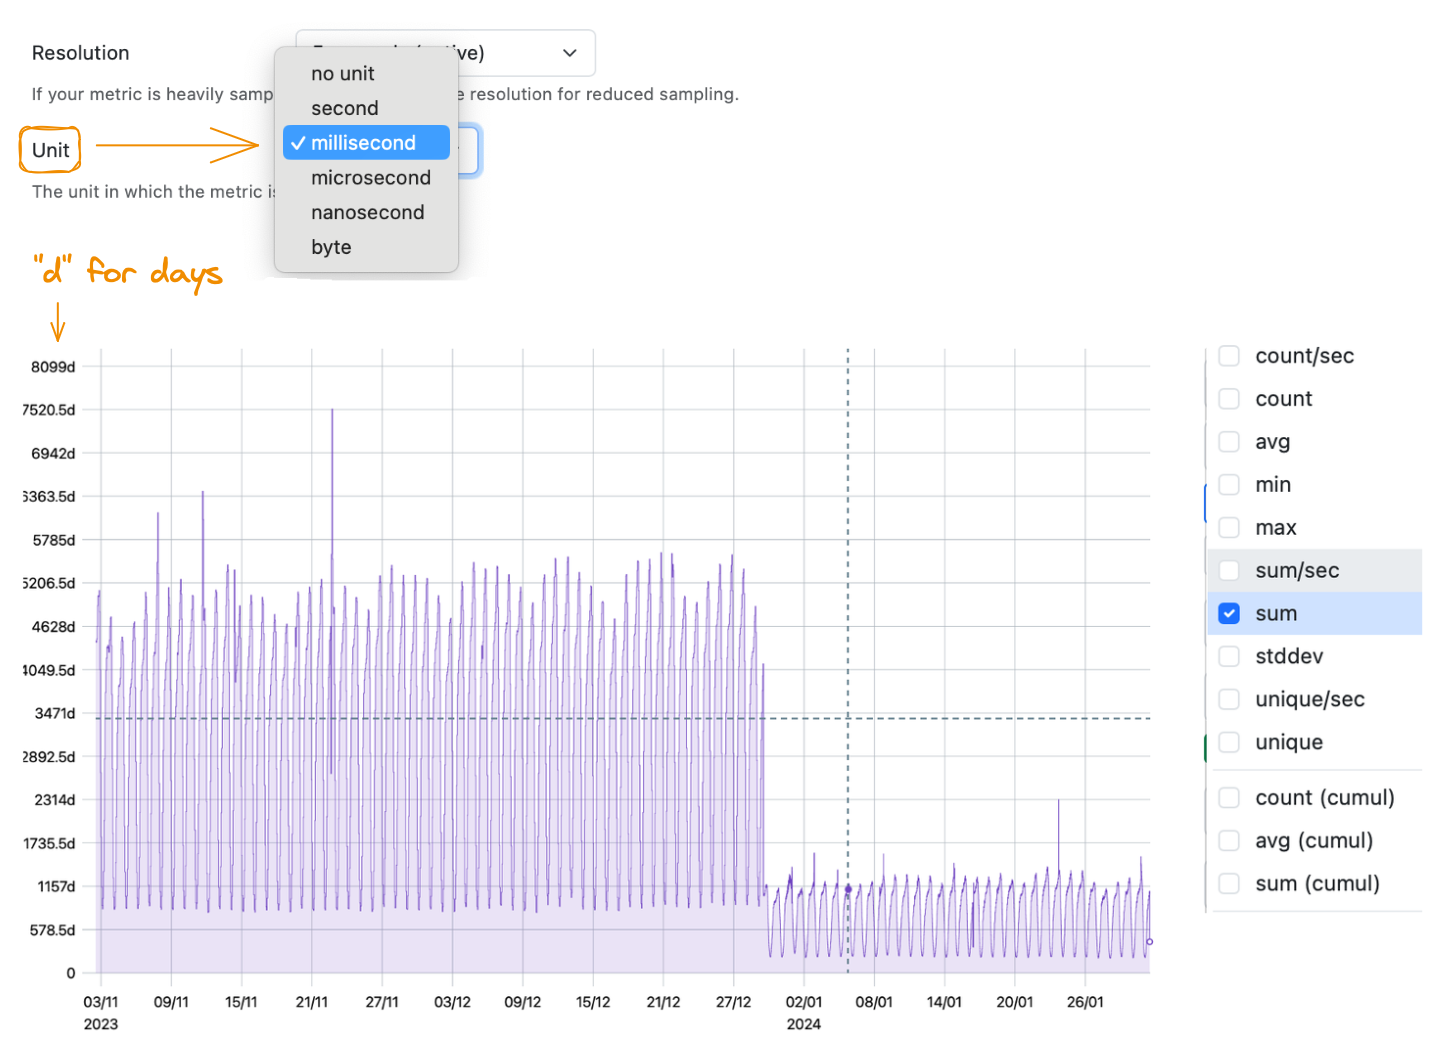 Resolution
ive)
no unit
If your metric is heavily samp
e resolution for reduced sampling.
second
Unit
✓ millisecond
microsecond
The unit in which the metric is
nanosecond
byte
"d" for days
8099d
7520.5d
6942d
6363.5d
5785d
5206.5d
4628d
4049.5d
3471d
2892.5d
2314d
1735.5d
1157d
578.5d
0
03/11 09/11 15/11 21/11 27/11 03/12 09/12 15/12 21/12 27/12 02/01 08/01 14/01 20/01 26/01
2023 2024
count/sec
count
avg
min
max
sum/sec
sum
stddev
unique/sec
unique
count (cumul)
avg (cumul)
sum (cumul)